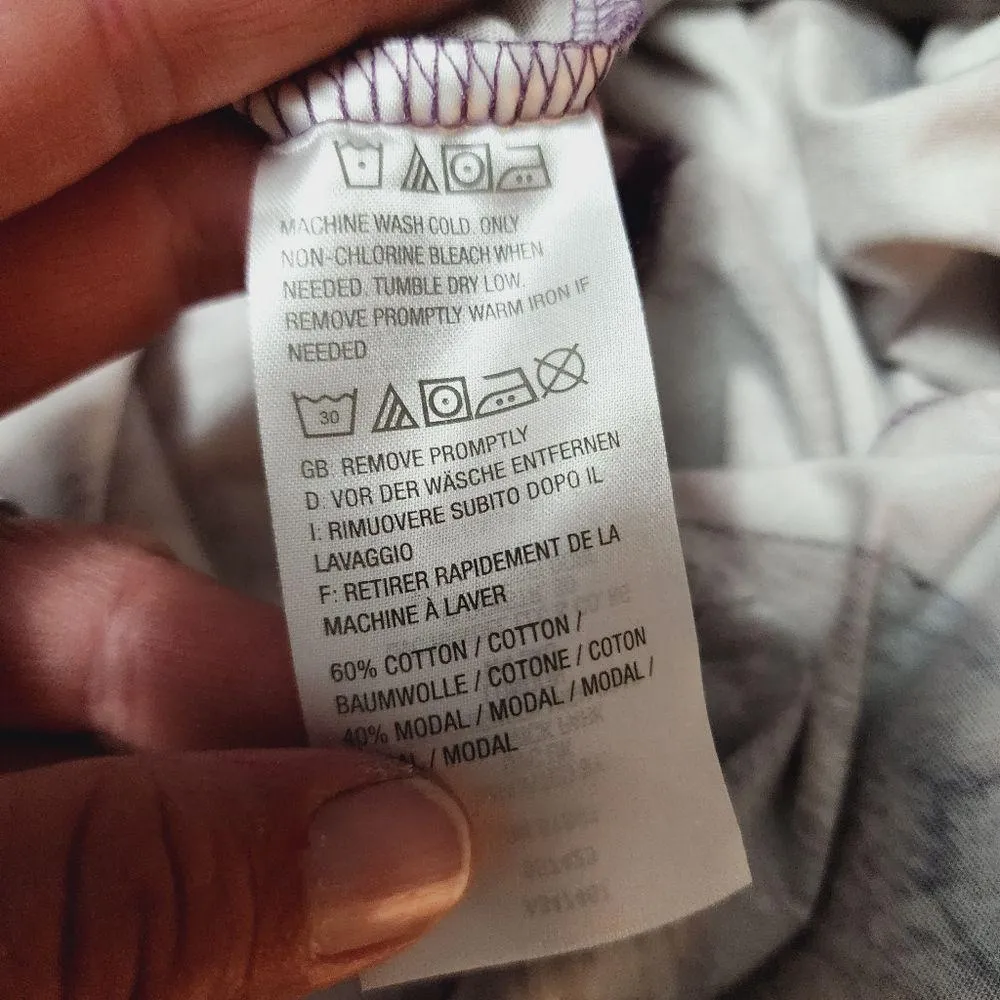 MACHINE WASH COLD. ONLY
NON-CHLORINE BLEACH WHEN
NEEDED. TUMBLE DRY LOW.
REMOVE PROMPTLY. WARM IRON IF
NEEDED
30
GB. REMOVE PROMPTLY
D. VOR DER WÄSCHE ENTFERNEN
I: RIMUOVERE SUBITO DOPO IL
LAVAGGIO
F: RETIRER RAPIDEMENT DE LA
MACHINE À LAVER
60% COTTON / COTTON /
BAUMWOLLE / COTONE / COTON
40% MODAL / MODAL / MODAL /
/ MODAL